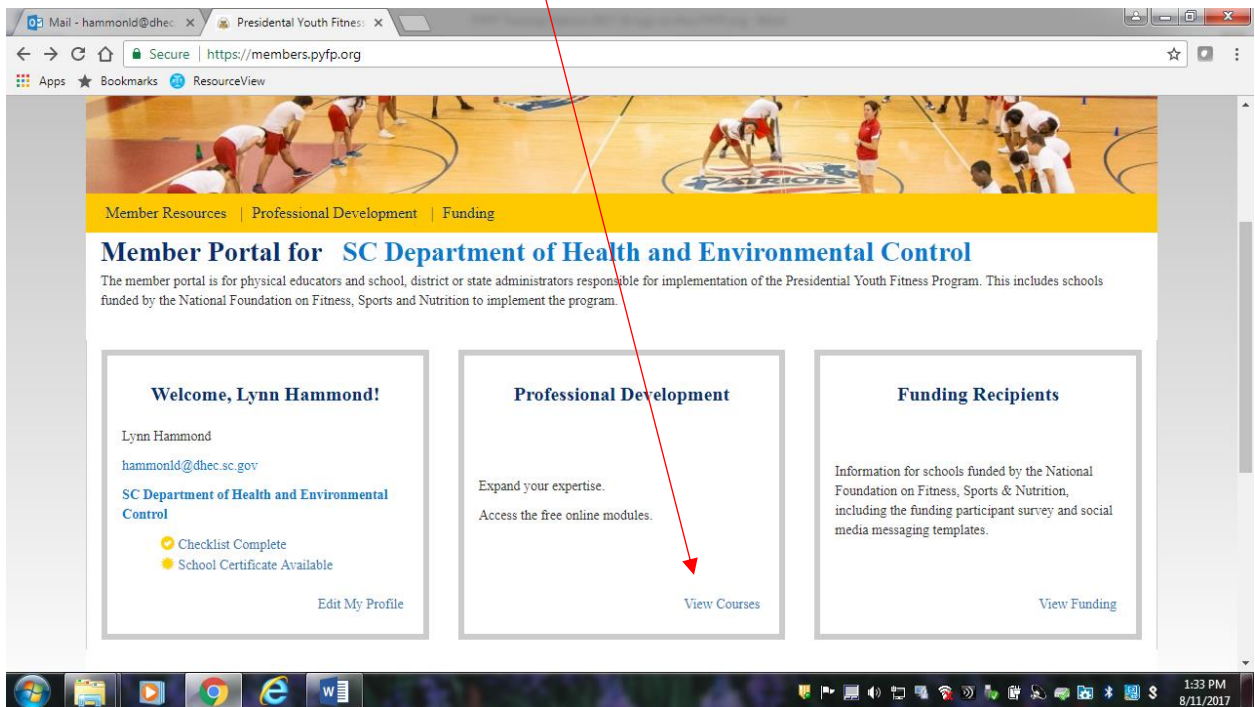 Mail - hammonld@dhec
Presidental Youth Fitnes
Secure | https://members.pyfp.org
Apps Bookmarks ResourceView
PATRIOTS
Member Resources | Professional Development | Funding
Member Portal for SC Department of Health and Environmental Control
The member portal is for physical educators and school, district or state administrators responsible for implementation of the Presidential Youth Fitness Program. This includes schools
funded by the National Foundation on Fitness, Sports and Nutrition to implement the program.
Welcome, Lynn Hammond!
Lynn Hammond
hammonld@dhec.sc.gov
SC Department of Health and Environmental
Control
Checklist Complete
School Certificate Available
Edit My Profile
Professional Development
Expand your expertise.
Access the free online modules.
View Courses
Funding Recipients
Information for schools funded by the National
Foundation on Fitness, Sports & Nutrition,
including the funding participant survey and social
media messaging templates.
View Funding
1:33 PM
8/11/2017